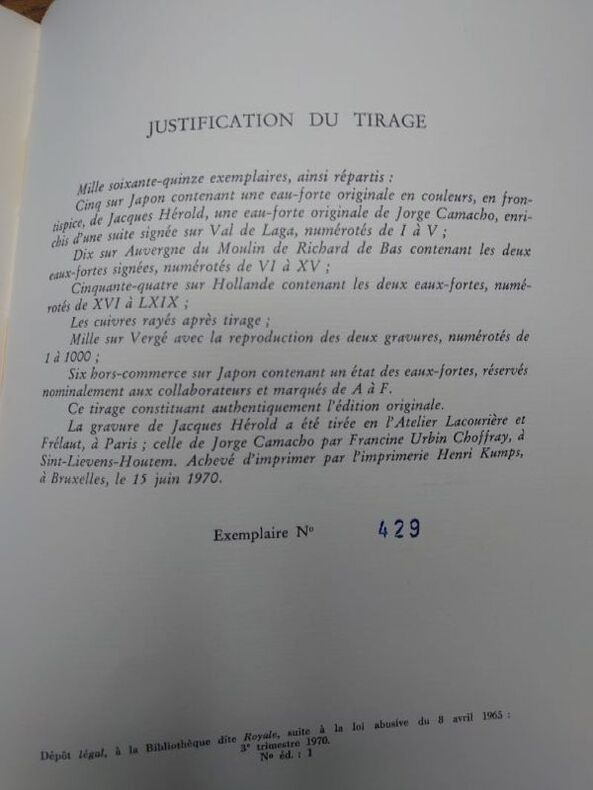 JUSTIFICATION DU TIRAGE
Mille soixante-quinze exemplaires, ainsi répartis :
Cinq sur Japon contenant une eau-forte originale en couleurs, en fron-
tispice, de Jacques Hérold, une eau-forte originale de Jorge Camacho, enri-
chis d'une suite signée sur Val de Laga, numérotés de I à V ;
Dix sur Auvergne du Moulin de Richard de Bas contenant les deux
eaux-fortes signées, numérotés de VI à XV ;
Cinquante-quatre sur Hollande contenant les deux eaux-fortes, numé-
rotés de XVI à LXIX ;
Les cuivres rayés après tirage ;
Mille sur Vergé avec la reproduction des deux gravures, numérotés de
1 à 1000 ;
Six hors-commerce sur Japon contenant un état des eaux-fortes, réservés
nominalement aux collaborateurs et marqués de A à F.
Ce tirage constituant authentiquement l'édition originale.
La gravure de Jacques Hérold a été tirée en l'Atelier Lacourière et
Frélaut, à Paris ; celle de Jorge Camacho par Francine Urbin Choffray, à
Sint-Lievens-Houtem. Achevé d'imprimer par l'imprimerie Henri Kumps,
à Bruxelles, le 15 juin 1970.
Exemplaire N° 429
Dépôt légal, à la Bibliothèque dite Royale, suite à la loi abusive du 8 avril 1965 :
3e trimestre 1970.
N° éd. : 1